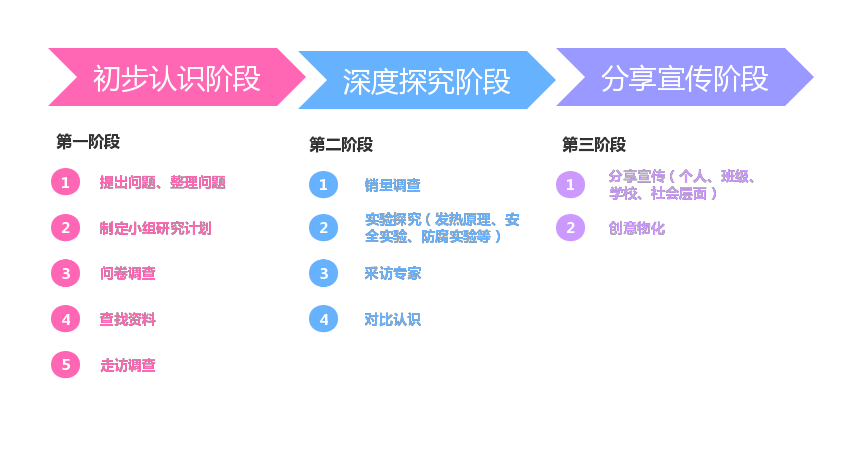 初步认识阶段
深度探究阶段
分享宣传阶段
第一阶段
1 提出问题、整理问题
2 制定小组研究计划
3 问卷调查
4 查找资料
5 走访调查
第二阶段
1 销量调查
2 实验探究（发热原理、安
全实验、防腐实验等）
3 采访专家
4 对比认识
第三阶段
1 分享宣传（个人、班级、
学校、社会层面）
2 创意物化